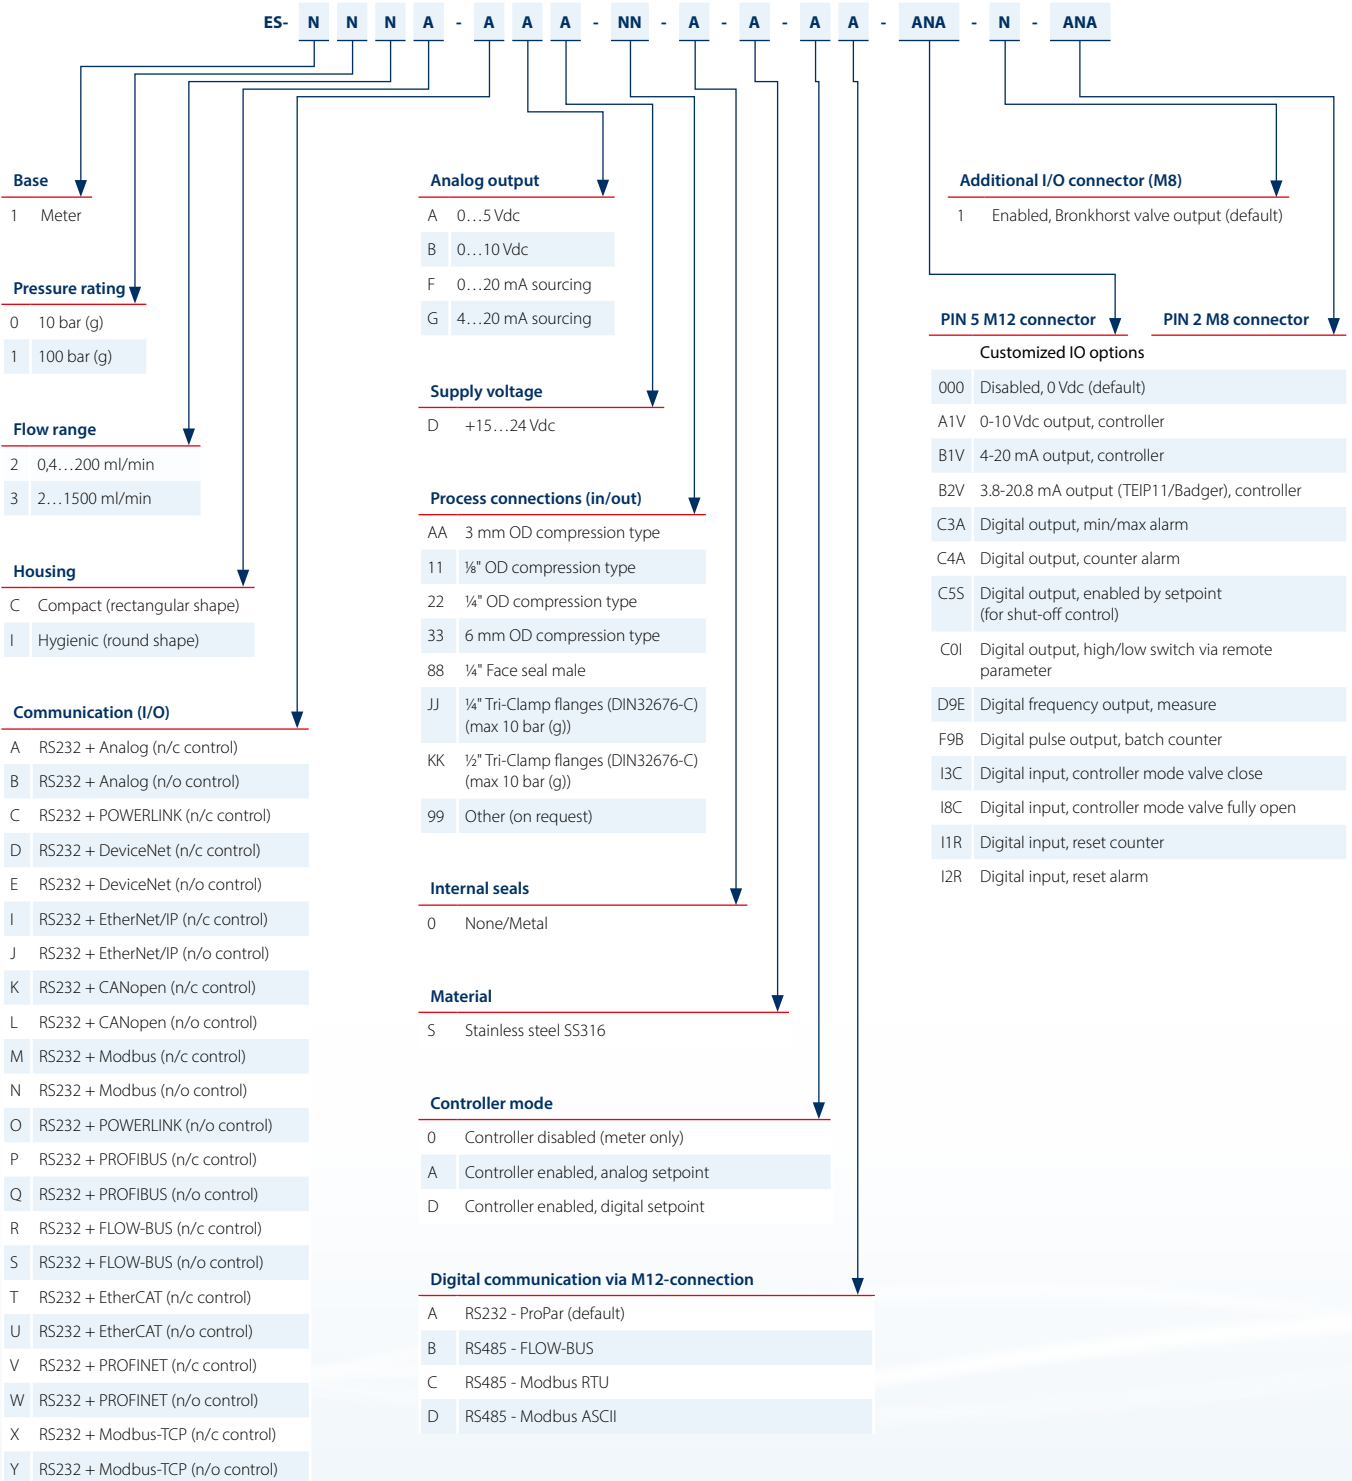 ES- N N N A - A A A - NN - A - A - A A - ANA - N - ANA
Base
1 Meter
Pressure rating
0 10 bar (g)
1 100 bar (g)
Flow range
2 0,4…200 ml/min
3 2…1500 ml/min
Housing
C Compact (rectangular shape)
I Hygienic (round shape)
Communication (I/O)
A RS232 + Analog (n/c control)
B RS232 + Analog (n/o control)
C RS232 + POWERLINK (n/c control)
D RS232 + DeviceNet (n/c control)
E RS232 + DeviceNet (n/o control)
I RS232 + EtherNet/IP (n/c control)
J RS232 + EtherNet/IP (n/o control)
K RS232 + CANopen (n/c control)
L RS232 + CANopen (n/o control)
M RS232 + Modbus (n/c control)
N RS232 + Modbus (n/o control)
O RS232 + POWERLINK (n/o control)
P RS232 + PROFIBUS (n/c control)
Q RS232 + PROFIBUS (n/o control)
R RS232 + FLOW-BUS (n/c control)
S RS232 + FLOW-BUS (n/o control)
T RS232 + EtherCAT (n/c control)
U RS232 + EtherCAT (n/o control)
V RS232 + PROFINET (n/c control)
W RS232 + PROFINET (n/o control)
X RS232 + Modbus-TCP (n/c control)
Y RS232 + Modbus-TCP (n/o control)
Analog output
A 0…5 Vdc
B 0…10 Vdc
F 0…20 mA sourcing
G 4…20 mA sourcing
Supply voltage
D +15…24 Vdc
Process connections (in/out)
AA 3 mm OD compression type
11 ⅛" OD compression type
22 ¼" OD compression type
33 6 mm OD compression type
88 ¼" Face seal male
JJ ¼" Tri-Clamp flanges (DIN32676-C)
(max 10 bar (g))
KK ½" Tri-Clamp flanges (DIN32676-C)
(max 10 bar (g))
99 Other (on request)
Internal seals
0 None/Metal
Material
S Stainless steel SS316
Controller mode
0 Controller disabled (meter only)
A Controller enabled, analog setpoint
D Controller enabled, digital setpoint
Digital communication via M12-connection
A RS232 - ProPar (default)
B RS485 - FLOW-BUS
C RS485 - Modbus RTU
D RS485 - Modbus ASCII
Additional I/O connector (M8)
1 Enabled, Bronkhorst valve output (default)
PIN 5 M12 connector PIN 2 M8 connector
Customized IO options
000 Disabled, 0 Vdc (default)
A1V 0-10 Vdc output, controller
B1V 4-20 mA output, controller
B2V 3.8-20.8 mA output (TEIP11/Badger), controller
C3A Digital output, min/max alarm
C4A Digital output, counter alarm
C5S Digital output, enabled by setpoint
(for shut-off control)
C0I Digital output, high/low switch via remote
parameter
D9E Digital frequency output, measure
F9B Digital pulse output, batch counter
I3C Digital input, controller mode valve close
I8C Digital input, controller mode valve fully open
I1R Digital input, reset counter
I2R Digital input, reset alarm